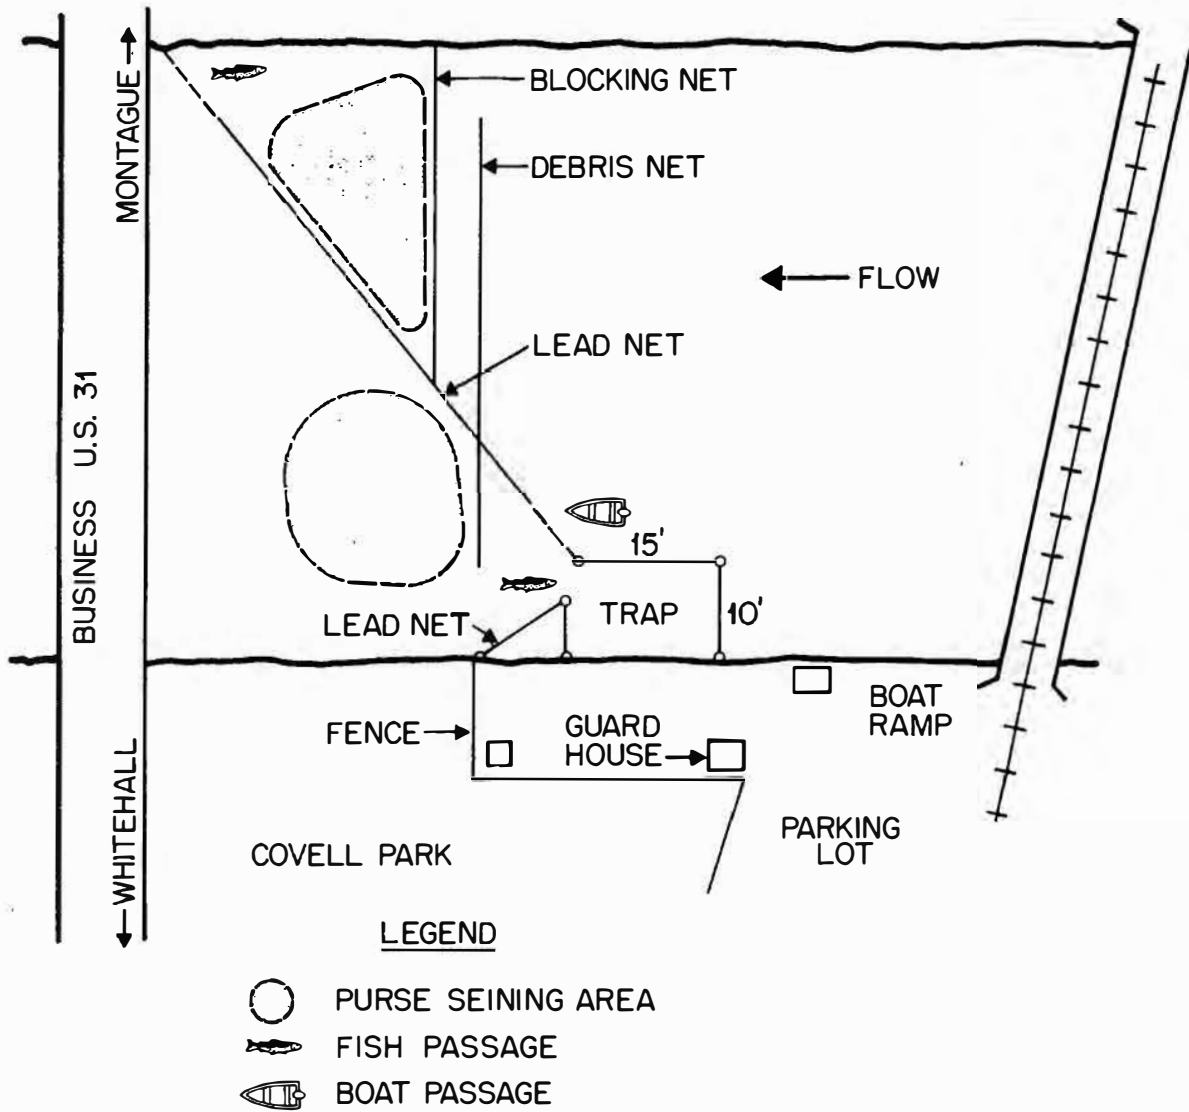 MONTAGUE
BLOCKING NET
DEBRIS NET
FLOW
LEAD NET
BUSINESS U.S. 31
15'
TRAP
10'
LEAD NET
BOAT
RAMP
FENCE
GUARD
HOUSE
WHITEHALL
PARKING
LOT
COVELL PARK
LEGEND
PURSE SEINING AREA
FISH PASSAGE
BOAT PASSAGE